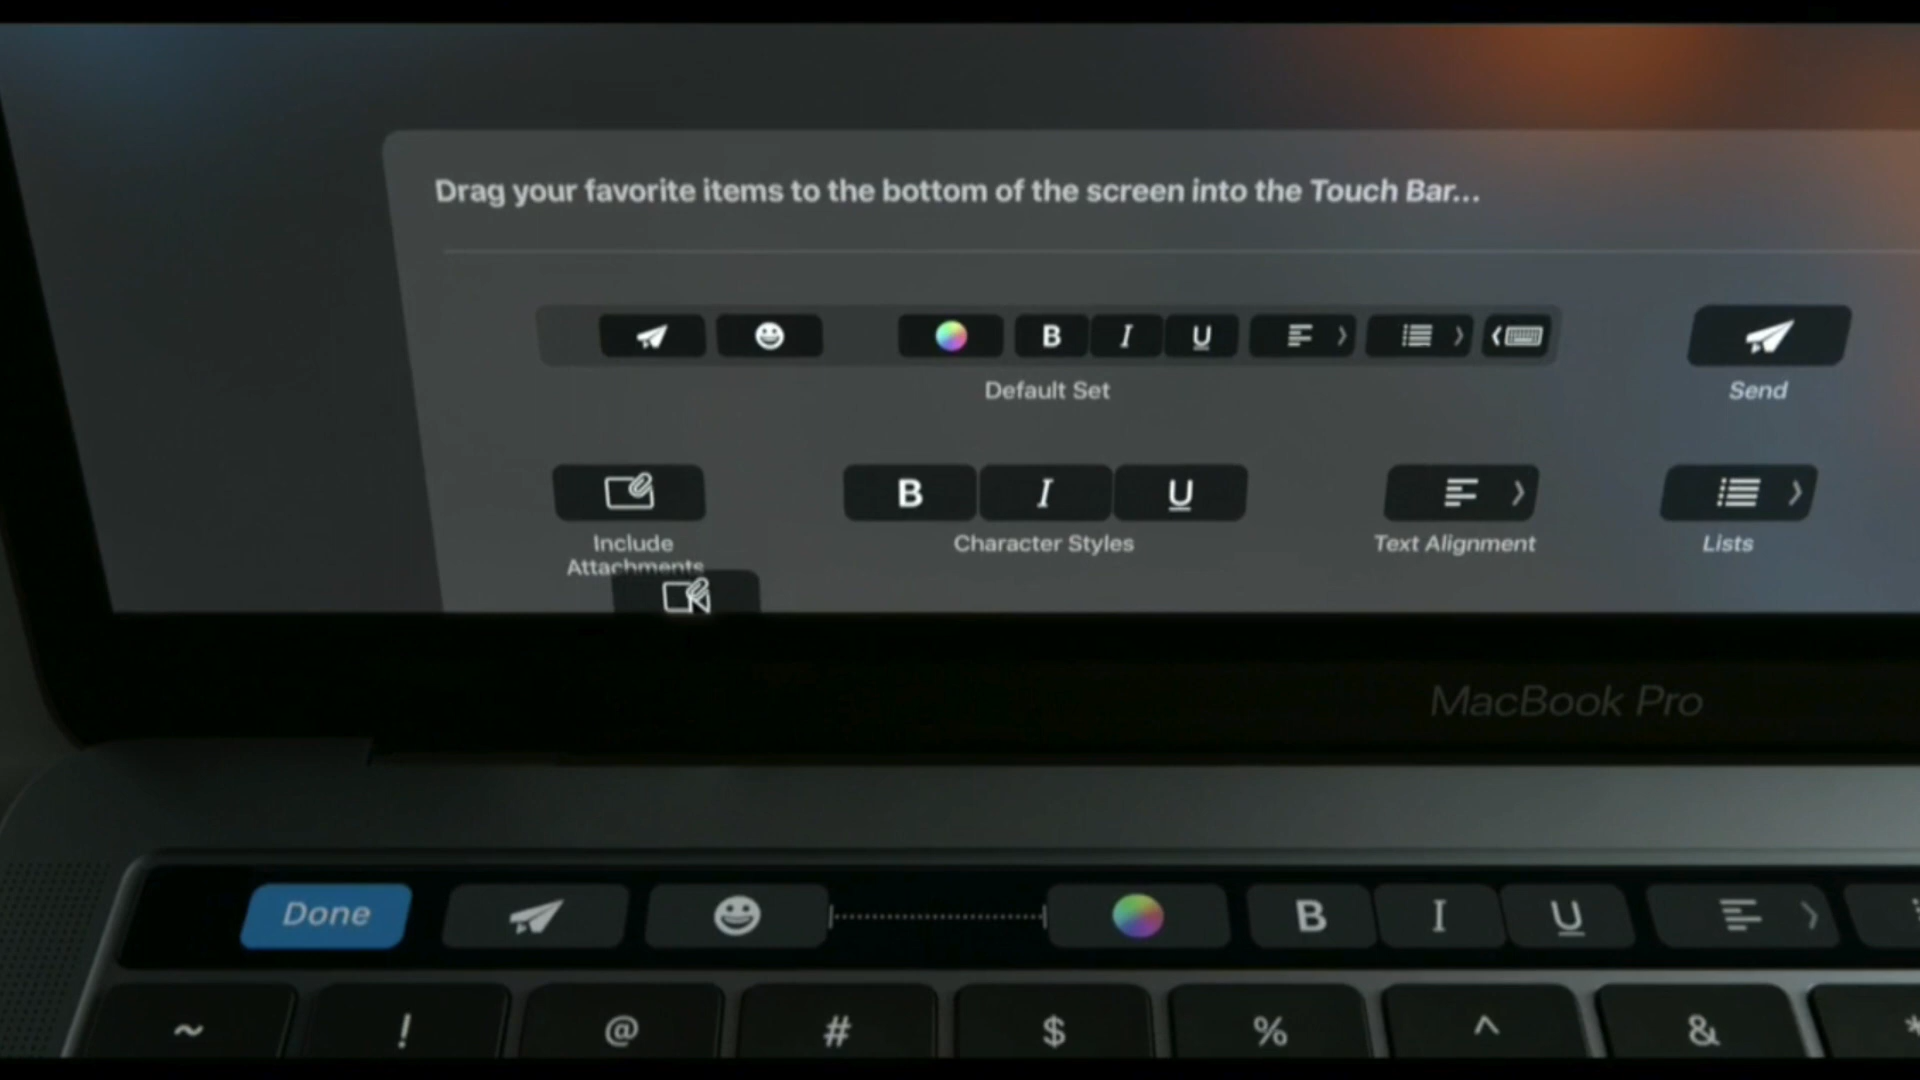 Drag your favorite items to the bottom of the screen into the Touch Bar...
B I U
Default Set
Send
B I U
Include
Attachments
Character Styles
Text Alignment
Lists
MacBook Pro
Done
B I U
~ ! @ # $ % ^ & *